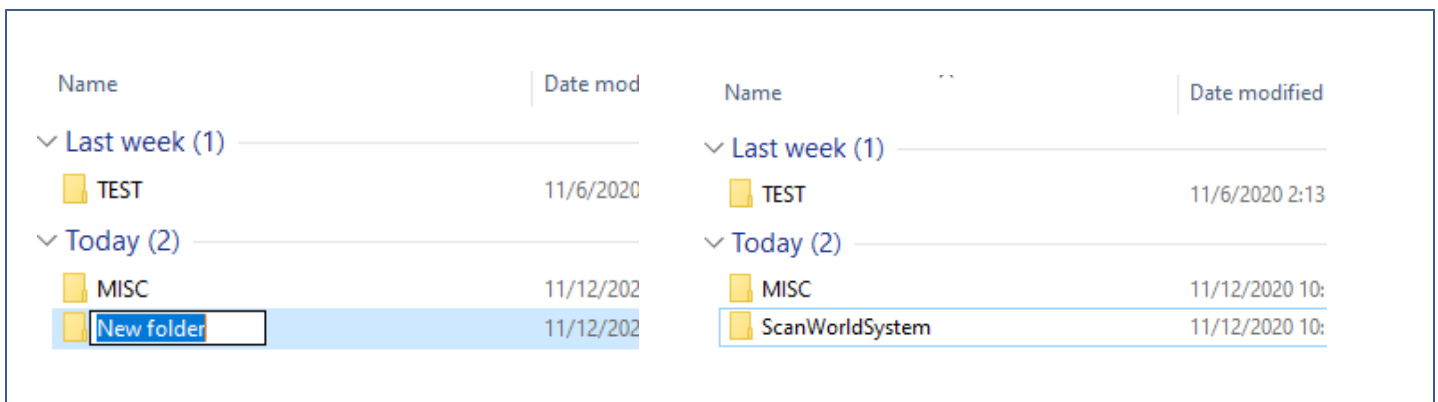 Name Date mod
Last week (1)
TEST 11/6/2020
Today (2)
MISC 11/12/202
New folder 11/12/202
Name Date modified
Last week (1)
TEST 11/6/2020 2:13
Today (2)
MISC 11/12/2020 10:
ScanWorldSystem 11/12/2020 10: